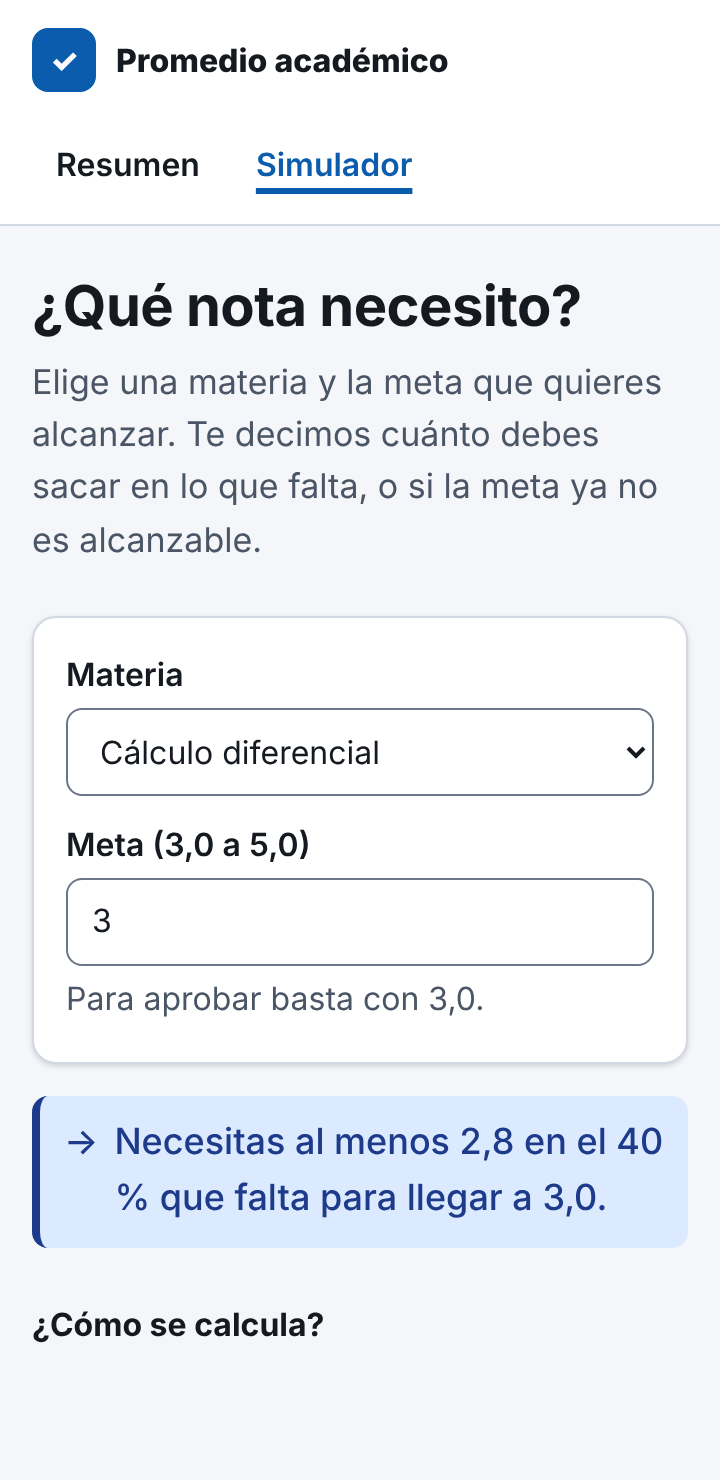 Promedio académico
Resumen Simulador
¿Qué nota necesito?
Elige una materia y la meta que quieres
alcanzar. Te decimos cuánto debes
sacar en lo que falta, o si la meta ya no
es alcanzable.
Materia
Cálculo diferencial
Meta (3,0 a 5,0)
3
Para aprobar basta con 3,0.
→ Necesitas al menos 2,8 en el 40
% que falta para llegar a 3,0.
¿Cómo se calcula?